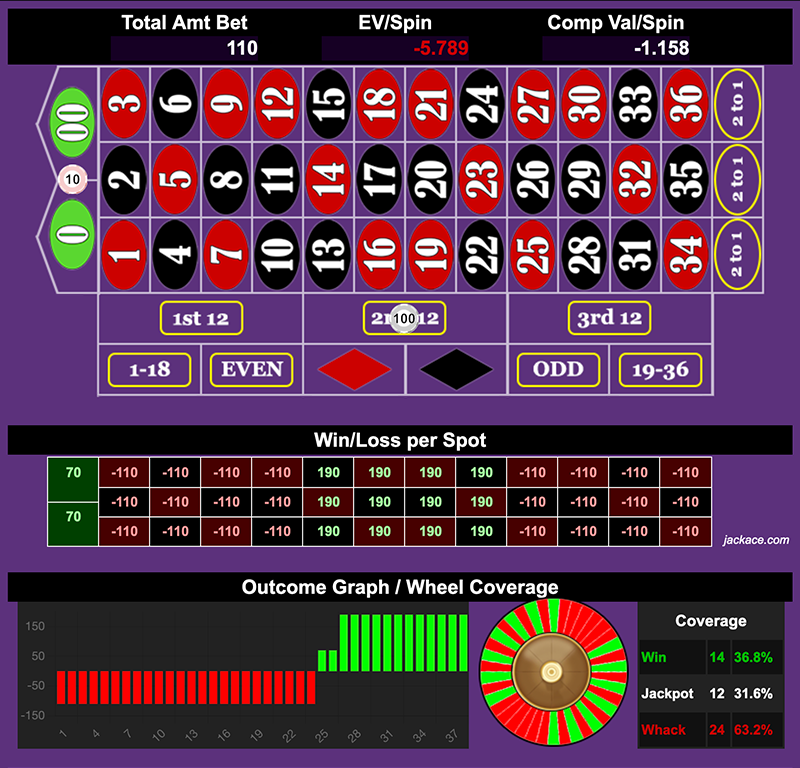 Total Amt Bet EV/Spin Comp Val/Spin
110 -5.789 -1.158
00 3 6 9 12 15 18 21 24 27 30 33 36 2 to 1
10 2 5 8 11 14 17 20 23 26 29 32 35 2 to 1
0 1 4 7 10 13 16 19 22 25 28 31 34 2 to 1
1st 12 2nd 12 100 3rd 12
1-18 EVEN ODD 19-36
Win/Loss per Spot
70 -110 -110 -110 -110 190 190 190 190 -110 -110 -110 -110
-110 -110 -110 -110 190 190 190 190 -110 -110 -110 -110
70 -110 -110 -110 -110 190 190 190 190 -110 -110 -110 -110
jackace.com
Outcome Graph / Wheel Coverage
150
50
-50
-150
1 4 7 10 13 16 19 22 25 28 31 34 37
Coverage
Win 14 36.8%
Jackpot 12 31.6%
Whack 24 63.2%